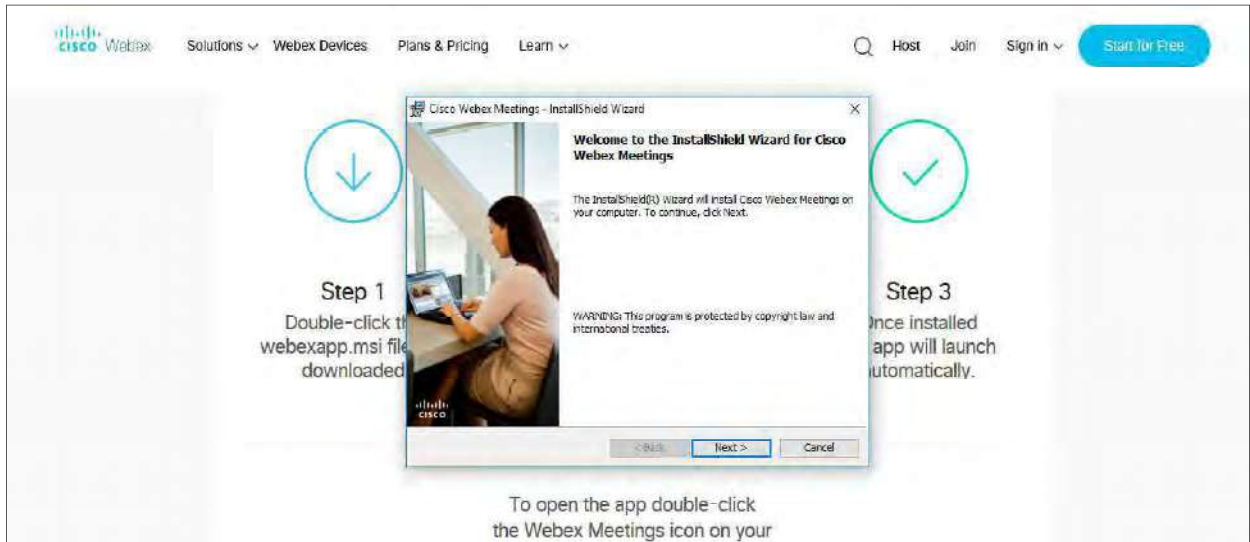 cisco Webex
Solutions Webex Devices Plans & Pricing Learn Host Join Sign in Start for Free
Cisco Webex Meetings - InstallShield Wizard
Welcome to the InstallShield Wizard for Cisco
Webex Meetings
The InstallShield(R) Wizard will install Cisco Webex Meetings on
your computer. To continue, click Next.
WARNING: This program is protected by copyright law and
international treaties.
cisco
< Back Next > Cancel
Step 1
Double-click
webexapp.msi file
downloaded
Step 3
Once installed
app will launch
automatically.
To open the app double-click
the Webex Meetings icon on your